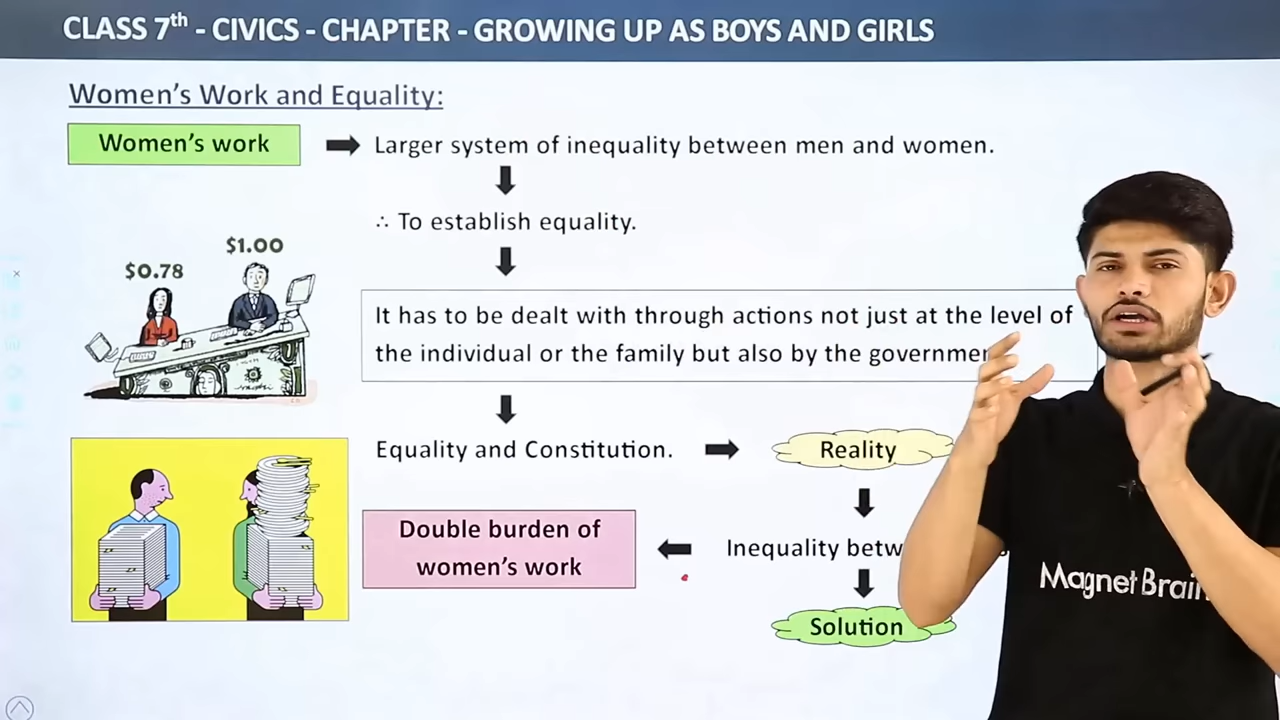 CLASS 7th - CIVICS - CHAPTER - GROWING UP AS BOYS AND GIRLS
Women's Work and Equality:
Women's work
Larger system of inequality between men and women.
∴ To establish equality.
$1.00
$0.78
It has to be dealt with through actions not just at the level of
the individual or the family but also by the governmen
Equality and Constitution.
Reality
Double burden of
women's work
Inequality betw
Solution
Magnet Brain